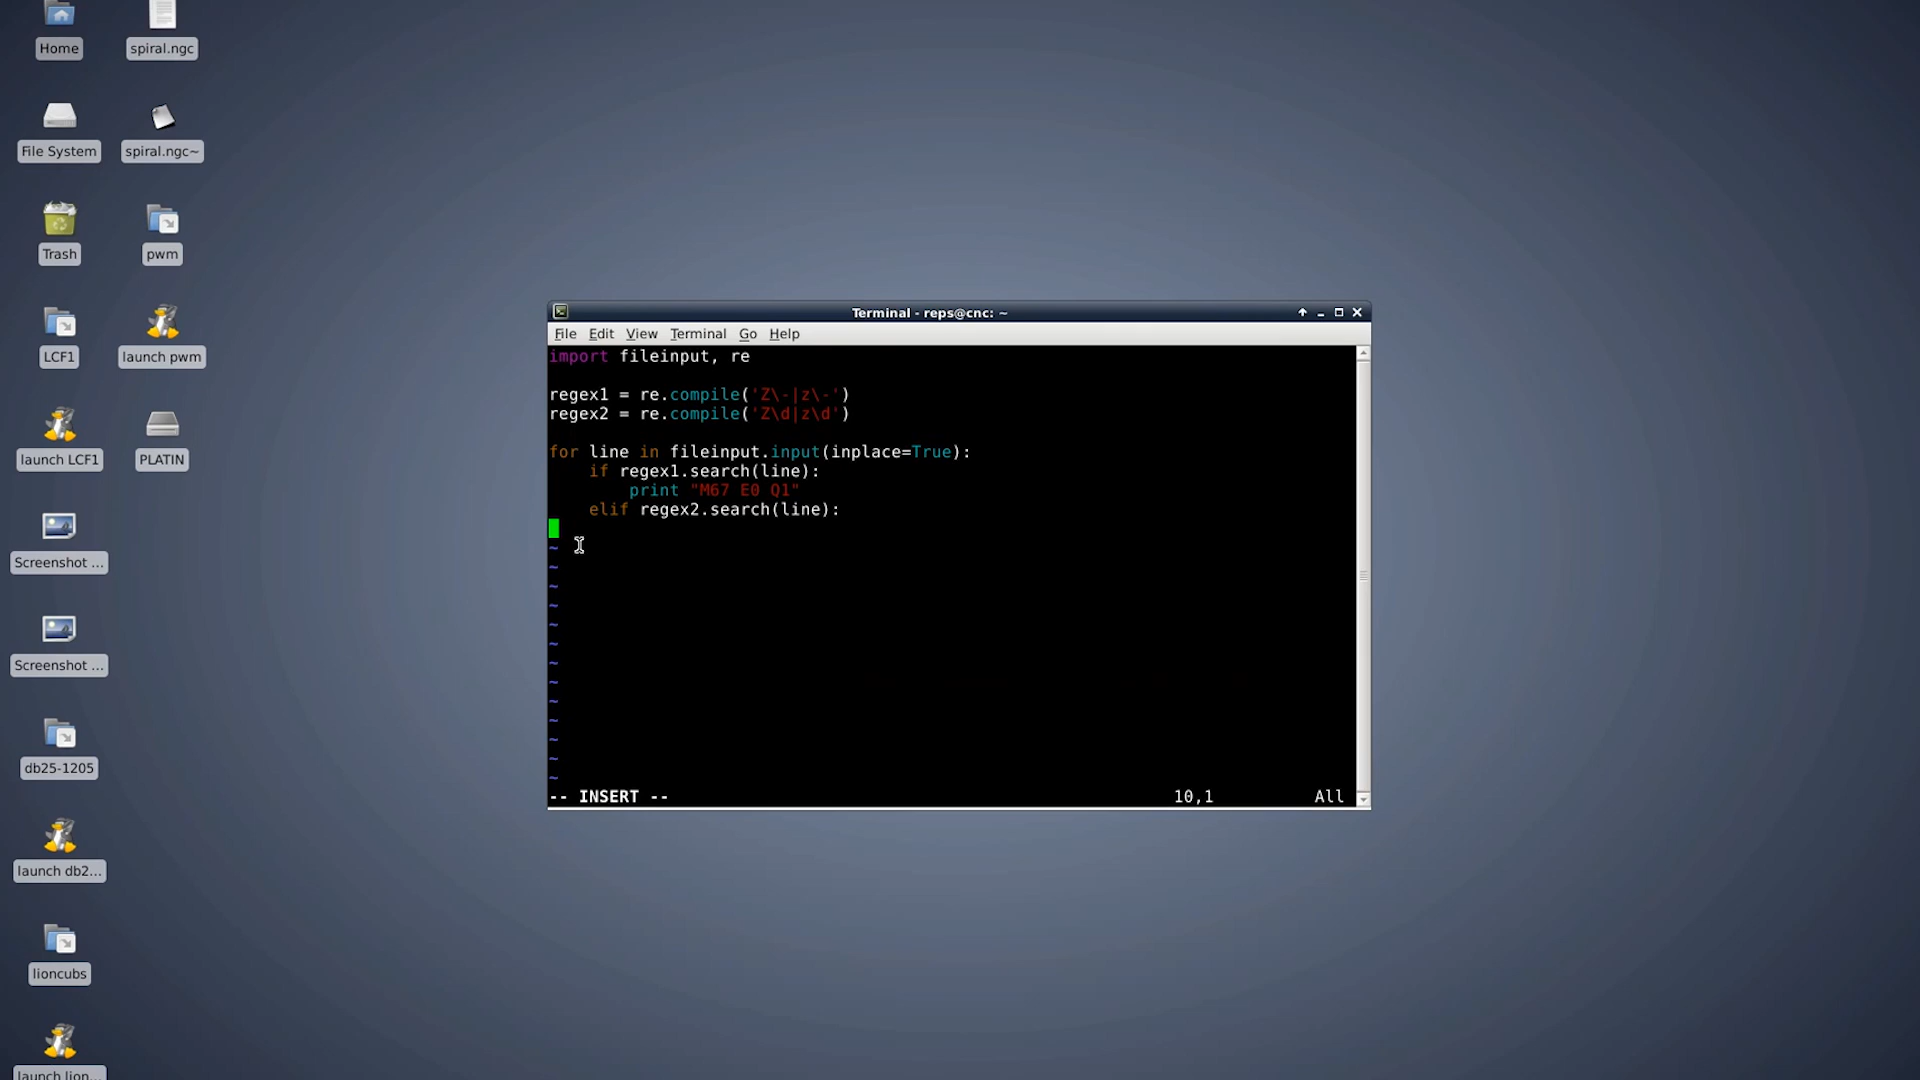 Home
spiral.ngc
File System
spiral.ngc~
Trash
pwm
LCF1
launch pwm
launch LCF1
PLATIN
Screenshot ...
Screenshot ...
db25-1205
launch db2...
lioncubs
launch lion...
Terminal - reps@cnc: ~
File Edit View Terminal Go Help
import fileinput, re
regex1 = re.compile('Z\-|z\-')
regex2 = re.compile('Z\d|z\d')
for line in fileinput.input(inplace=True):
    if regex1.search(line):
        print "M67 E0 Q1"
    elif regex2.search(line):
~
~
~
~
~
~
~
~
~
~
~
~
~
-- INSERT -- 10,1 All